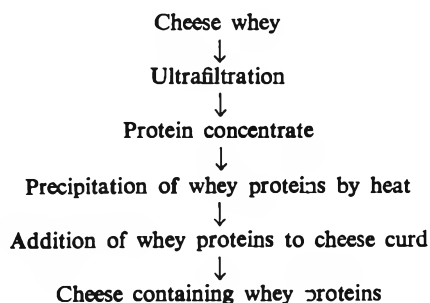 Cheese whey
↓
Ultrafiltration
↓
Protein concentrate
↓
Precipitation of whey proteins by heat
↓
Addition of whey proteins to cheese curd
↓
Cheese containing whey proteins